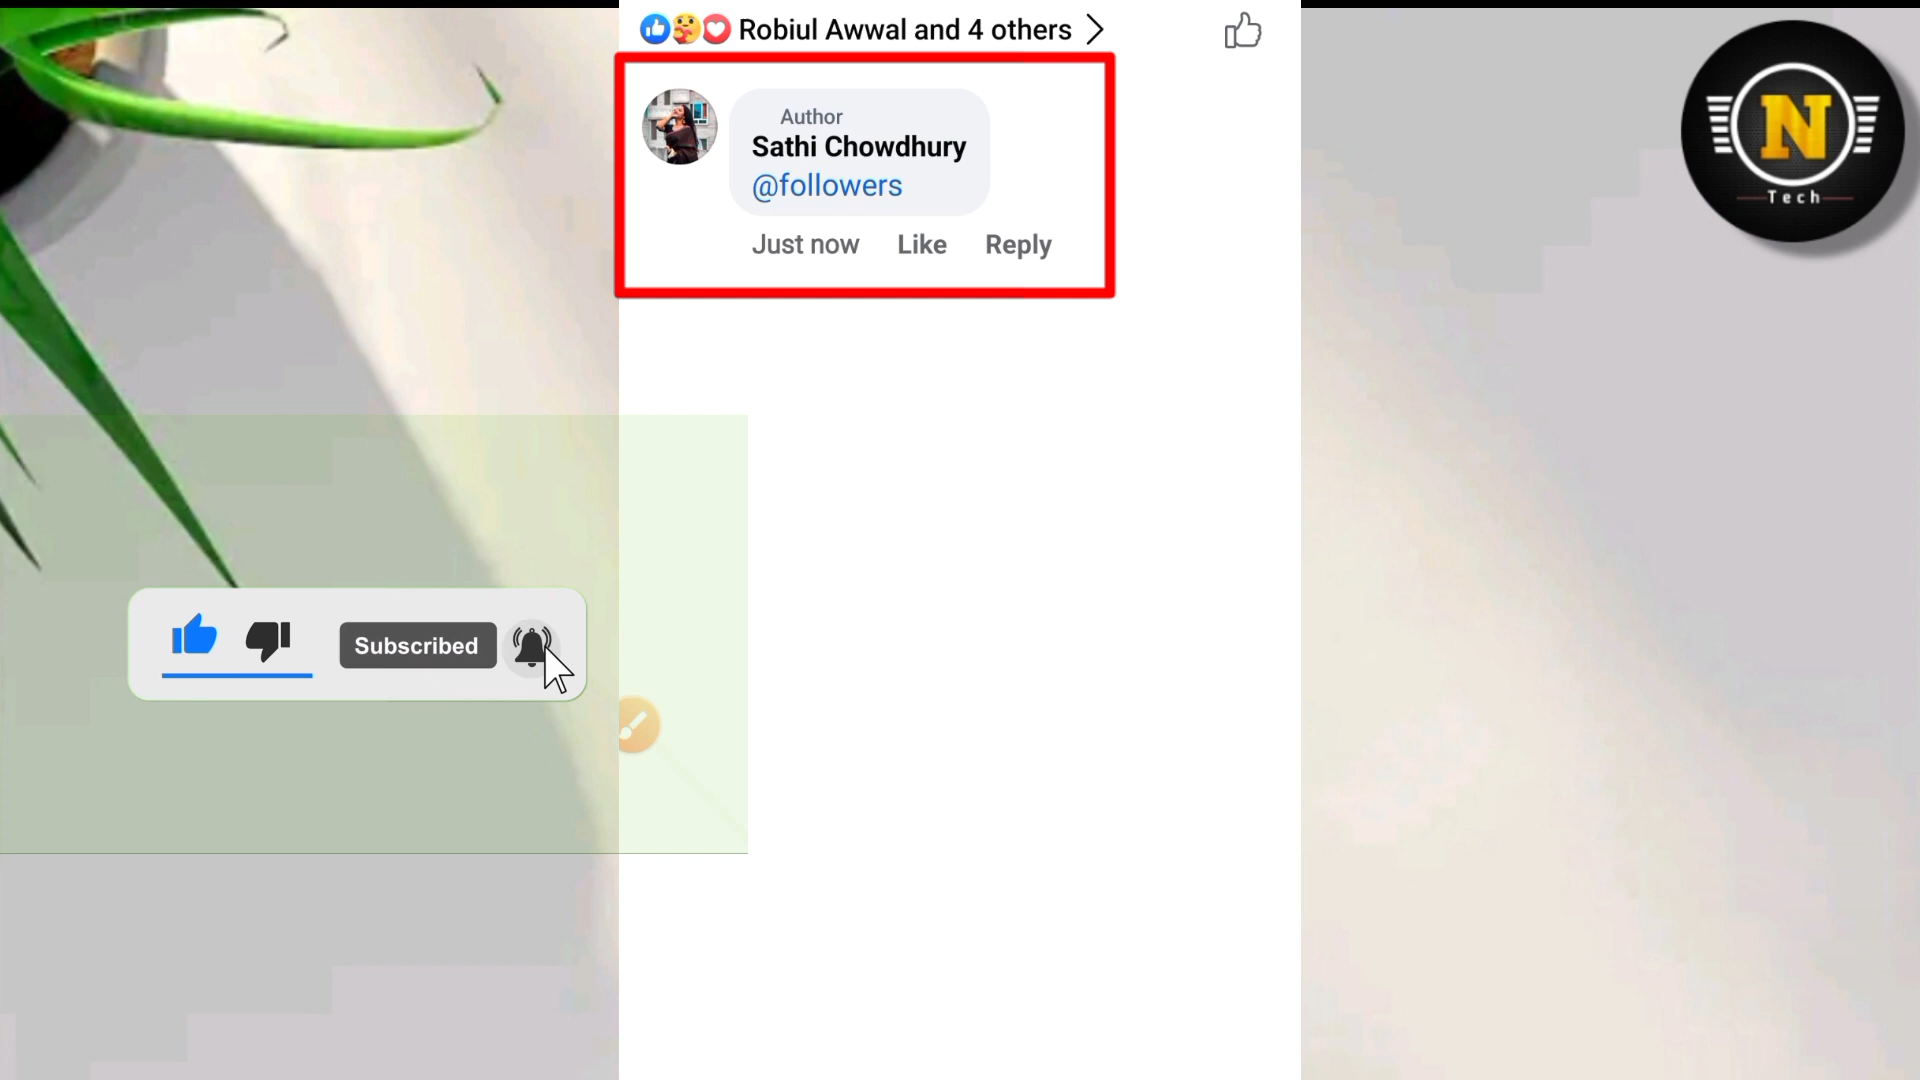 Robiul Awwal and 4 others
Author
Sathi Chowdhury
@followers
Just now Like Reply
N
Tech
Subscribed